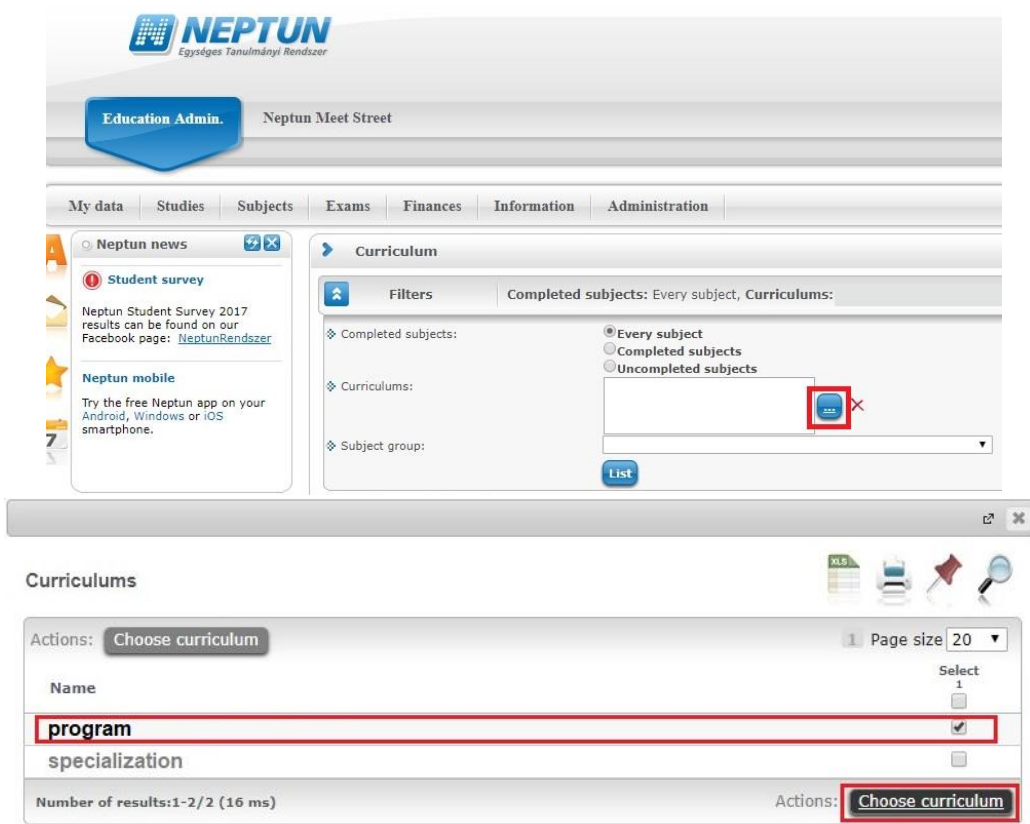 NEPTUN
Egységes Tanulmányi Rendszer
Education Admin. Neptun Meet Street
My data Studies Subjects Exams Finances Information Administration
Neptun news
Student survey
Neptun Student Survey 2017
results can be found on our
Facebook page: NeptunRendszer
Neptun mobile
Try the free Neptun app on your
Android, Windows or iOS
smartphone.
7
Curriculum
Filters Completed subjects: Every subject, Curriculums:
Completed subjects:
Every subject
Completed subjects
Uncompleted subjects
Curriculums:
...
Subject group:
List
Curriculums
XLS
Actions: Choose curriculum 1 Page size 20
Name Select
1
program
specialization
Number of results:1-2/2 (16 ms) Actions: Choose curriculum